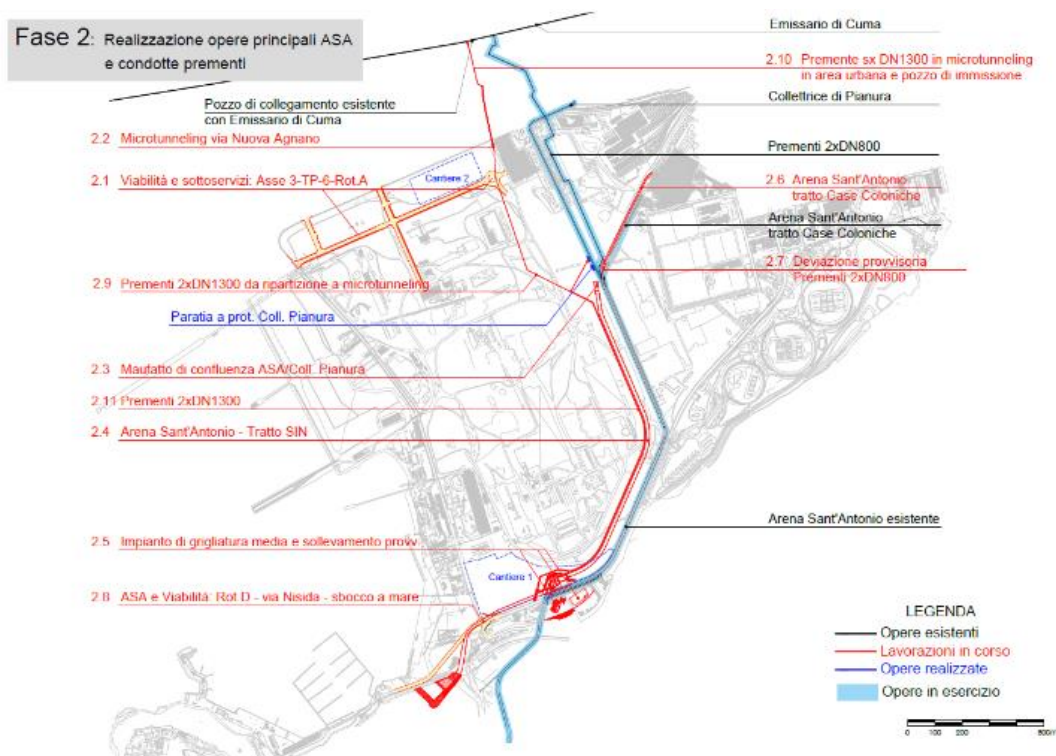 Fase 2: Realizzazione opere principali ASA
e condotte prementi
Emissario di Cuma
2.10 Premente sx DN1300 in microtunneling
in area urbana e pozzo di immissione
Pozzo di collegamento esistente
con Emissario di Cuma
Collettrice di Pianura
2.2 Microtunneling via Nuova Agnano
Prementi 2xDN800
2.1 Viabilità e sottoservizi: Asse 3-TP-6-Rot.A
Cantiere 2
2.6 Arena Sant'Antonio
tratto Case Coloniche
Arena Sant'Antonio
tratto Case Coloniche
2.7 Deviazione provvisoria
Prementi 2xDN800
2.9 Prementi 2xDN1300 da ripartizione a microtunneling
Paratia a prot. Coll. Pianura
2.3 Maufatto di confluenza ASA/Coll. Pianura
2.11 Prementi 2xDN1300
2.4 Arena Sant'Antonio - Tratto SIN
Arena Sant'Antonio esistente
2.5 Impianto di grigliatura media e sollevamento provv.
Cantiere 1
2.8 ASA e Viabilità: Rot D - via Nisida - sbocco a mare
LEGENDA
Opere esistenti
Lavorazioni in corso
Opere realizzate
Opere in esercizio
0 100 200 500m